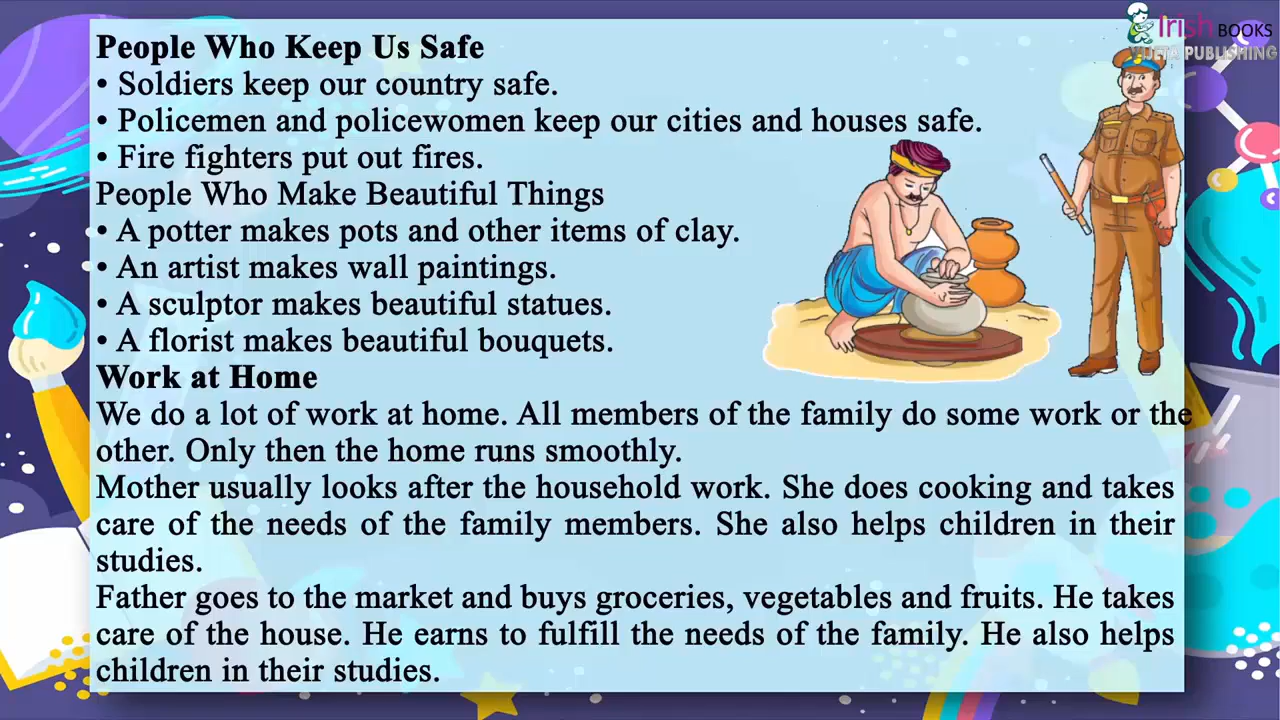 Irish BOOKS
VIJETA PUBLISHING
People Who Keep Us Safe
• Soldiers keep our country safe.
• Policemen and policewomen keep our cities and houses safe.
• Fire fighters put out fires.
People Who Make Beautiful Things
• A potter makes pots and other items of clay.
• An artist makes wall paintings.
• A sculptor makes beautiful statues.
• A florist makes beautiful bouquets.
Work at Home
We do a lot of work at home. All members of the family do some work or the
other. Only then the home runs smoothly.
Mother usually looks after the household work. She does cooking and takes
care of the needs of the family members. She also helps children in their
studies.
Father goes to the market and buys groceries, vegetables and fruits. He takes
care of the house. He earns to fulfill the needs of the family. He also helps
children in their studies.